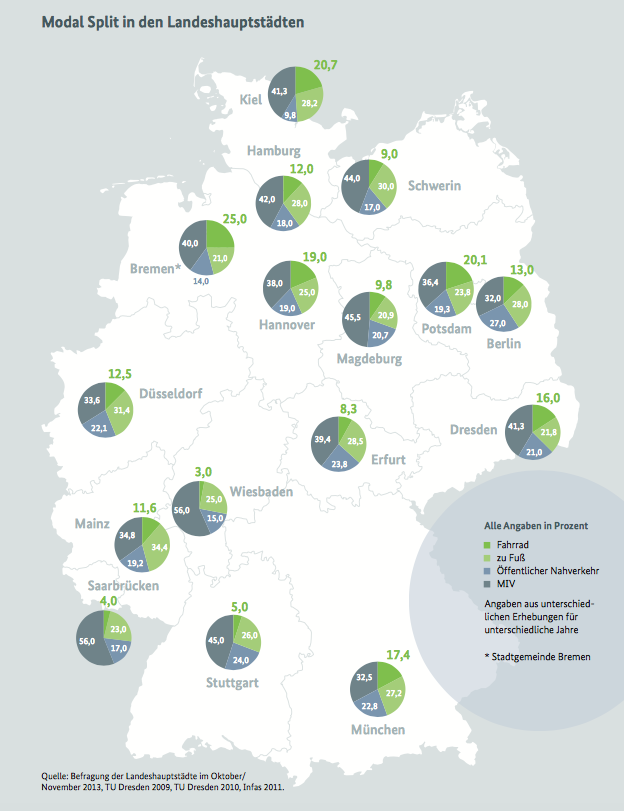 Modal Split in den Landeshauptstädten
20,7
41,3
Kiel
28,2
9,8
Hamburg
12,0
42,0
28,0
18,0
9,0
44,0
30,0
Schwerin
17,0
25,0
40,0
21,0
Bremen*
14,0
19,0
38,0
25,0
19,0
Hannover
9,8
45,5
20,9
20,7
Magdeburg
20,1
36,4
23,8
19,3
Potsdam
13,0
32,0
28,0
27,0
Berlin
12,5
Düsseldorf
33,6
31,4
22,1
8,3
39,4
28,5
23,8
Erfurt
16,0
Dresden
41,3
21,8
21,0
3,0
Wiesbaden
56,0
25,0
15,0
11,6
Mainz
34,8
34,4
19,2
Saarbrücken
4,0
23,0
56,0
17,0
5,0
45,0
26,0
24,0
Stuttgart
17,4
32,5
27,2
22,8
München
Alle Angaben in Prozent
Fahrrad
zu Fuß
Öffentlicher Nahverkehr
MIV
Angaben aus unterschied-
lichen Erhebungen für
unterschiedliche Jahre
* Stadtgemeinde Bremen
Quelle: Befragung der Landeshauptstädte im Oktober/
November 2013, TU Dresden 2009, TU Dresden 2010, Infas 2011.